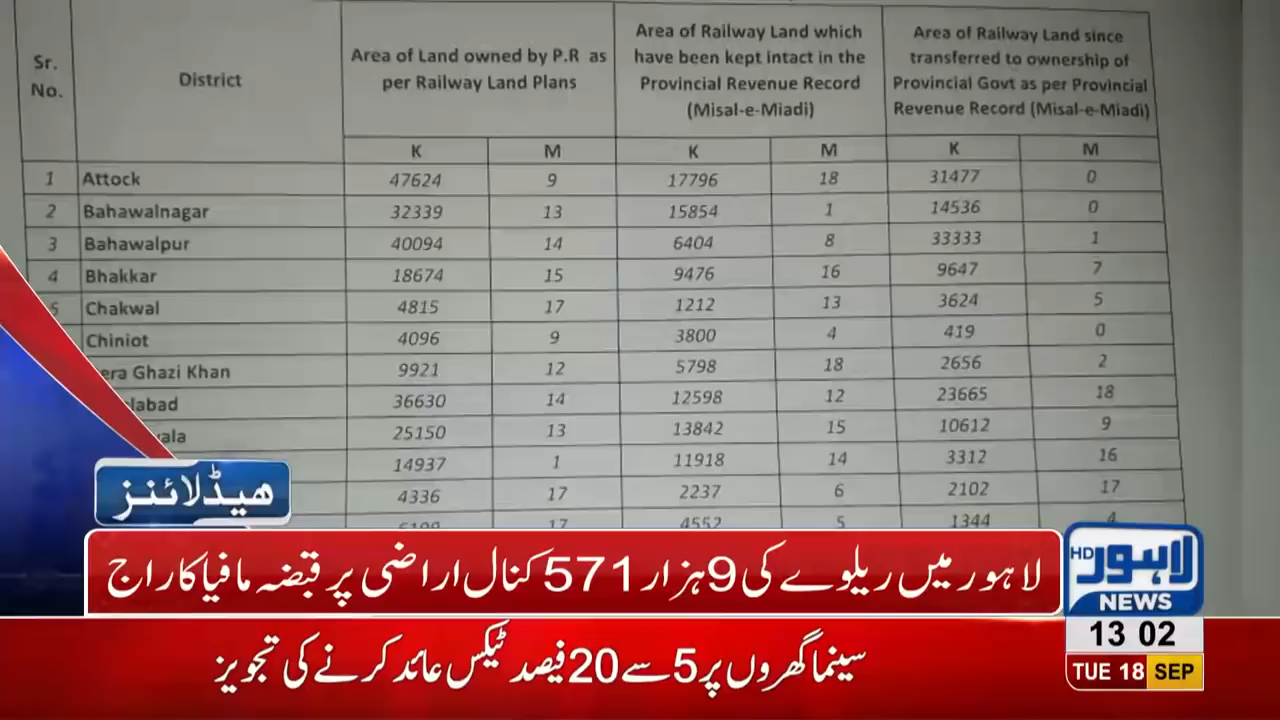 Sr. No. District Area of Land owned by P.R as per Railway Land Plans Area of Railway Land which have been kept intact in the Provincial Revenue Record (Misal-e-Miadi) Area of Railway Land since transferred to ownership of Provincial Govt as per Provincial Revenue Record (Misal-e-Miadi)
K M K M K M
1 Attock 47624 9 17796 18 31477 0
2 Bahawalnagar 32339 13 15854 1 14536 0
3 Bahawalpur 40094 14 6404 8 33333 1
4 Bhakkar 18674 15 9476 16 9647 7
5 Chakwal 4815 17 1212 13 3624 5
Chiniot 4096 9 3800 4 419 0
era Ghazi Khan 9921 12 5798 18 2656 2
labad 36630 14 12598 12 23665 18
ala 25150 13 13842 15 10612 9
14937 1 11918 14 3312 16
4336 17 2237 6 2102 17
17 4552 5 1344 4
ہیڈلائنز
لاہور میں ریلوے کی 9 ہزار 571 کنال اراضی پر قبضہ مافیا کا راج
سینما گھروں پر 5 سے 20 فیصد ٹیکس عائد کرنے کی تجویز
لاہور HD
NEWS
13 02
TUE 18 SEP